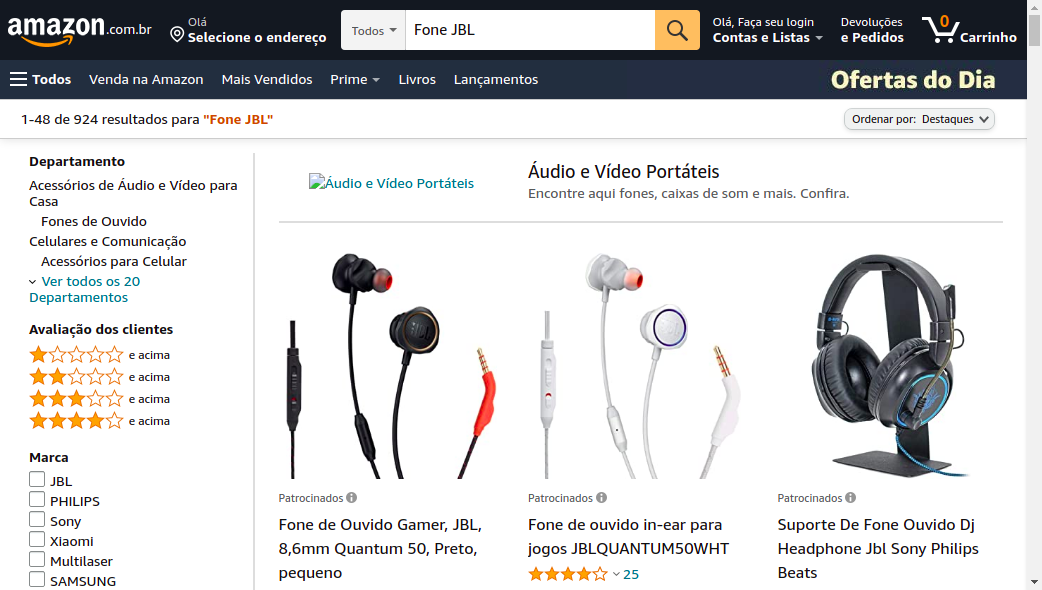 amazon.com.br
Olá
Selecione o endereço
Todos
Fone JBL
Olá, Faça seu login
Contas e Listas
Devoluções
e Pedidos
0
Carrinho
Todos
Venda na Amazon
Mais Vendidos
Prime
Livros
Lançamentos
Ofertas do Dia
1-48 de 924 resultados para "Fone JBL"
Ordenar por: Destaques
Departamento
Acessórios de Áudio e Vídeo para
Casa
Fones de Ouvido
Celulares e Comunicação
Acessórios para Celular
Ver todos os 20
Departamentos
Avaliação dos clientes
e acima
e acima
e acima
e acima
Marca
JBL
PHILIPS
Sony
Xiaomi
Multilaser
SAMSUNG
Áudio e Vídeo Portáteis
Áudio e Vídeo Portáteis
Encontre aqui fones, caixas de som e mais. Confira.
JBL
Patrocinados
Fone de Ouvido Gamer, JBL,
8,6mm Quantum 50, Preto,
pequeno
Patrocinados
Fone de ouvido in-ear para
jogos JBLQUANTUM50WHT
25
Patrocinados
Suporte De Fone Ouvido Dj
Headphone Jbl Sony Philips
Beats